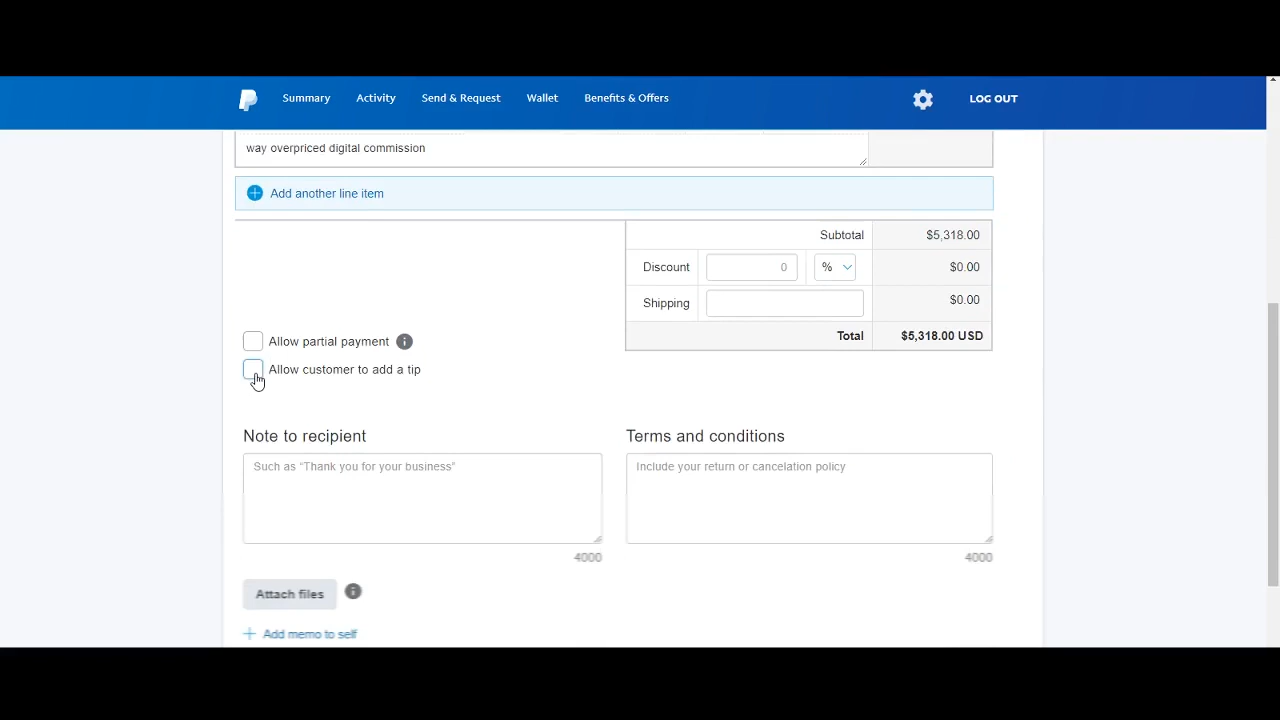 Summary Activity Send & Request Wallet Benefits & Offers LOG OUT
way overpriced digital commission
Add another line item
Subtotal $5,318.00
Discount 0 % $0.00
Shipping $0.00
Total $5,318.00 USD
Allow partial payment i
Allow customer to add a tip
Note to recipient
Such as "Thank you for your business"
4000
Terms and conditions
Include your return or cancelation policy
4000
Attach files i
+ Add memo to self